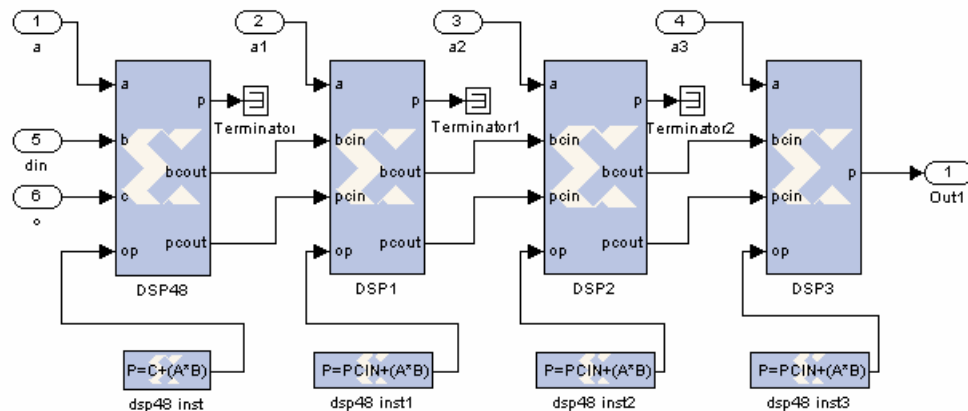 1
2
3
4
a
a1
a2
a3
a
a
a
a
p
p
p
Terminator
Terminator1
Terminator2
5
b
bcin
bcin
bcin
din
bcout
bcout
bcout
p
1
6
c
pcin
pcin
pcin
Out1
pcout
pcout
pcout
op
op
op
op
DSP48
DSP1
DSP2
DSP3
P=C+(A*B)
P=PCIN+(A*B)
P=PCIN+(A*B)
P=PCIN+(A*B)
dsp48 inst
dsp48 inst1
dsp48 inst2
dsp48 inst3